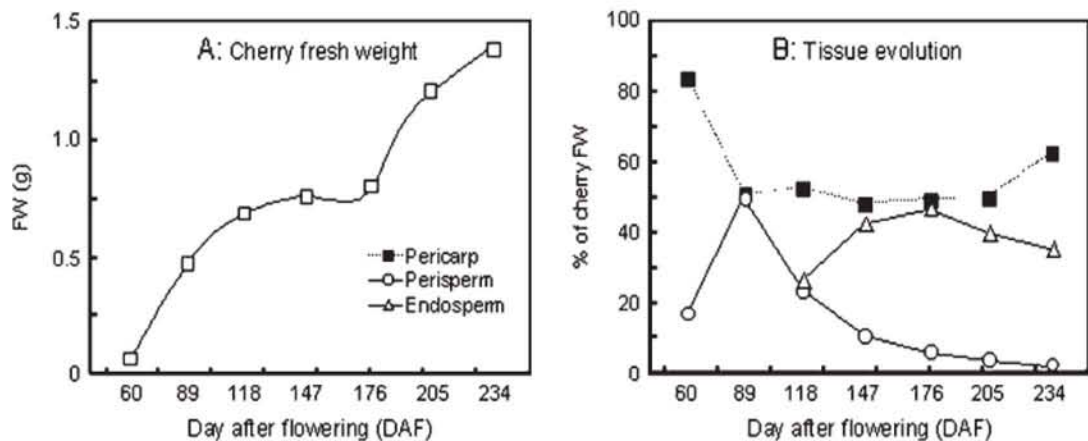 A: Cherry fresh weight
1.5
1.0
0.5
0
FW (g)
Pericarp
Perisperm
Endosperm
60 89 118 147 176 205 234
Day after flowering (DAF)
B: Tissue evolution
100
80
60
40
20
0
% of cherry FW
60 89 118 147 176 205 234
Day after flowering (DAF)